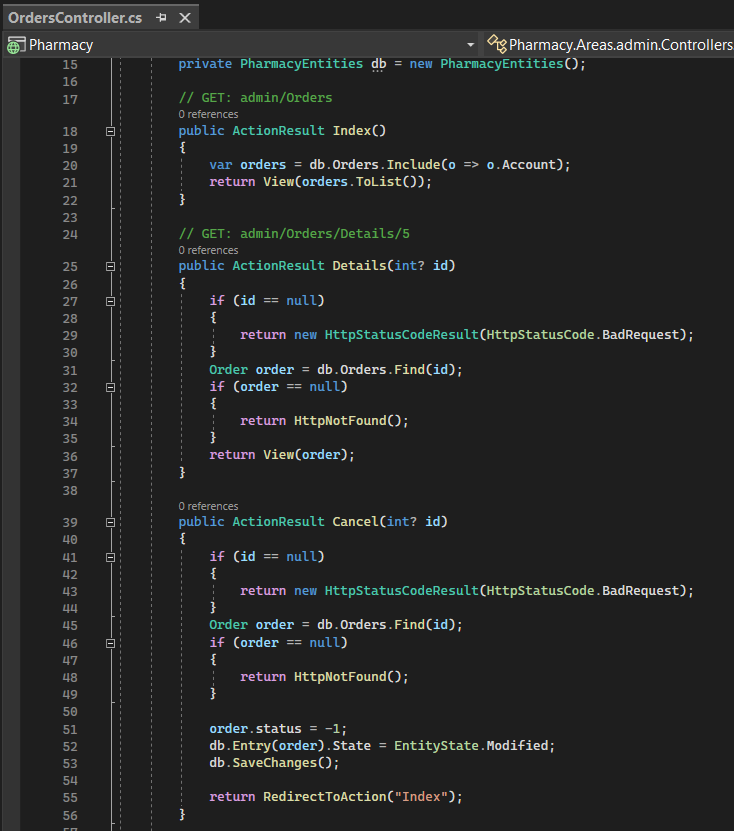 OrdersController.cs
Pharmacy
Pharmacy.Areas.admin.Controllers
15 private PharmacyEntities db = new PharmacyEntities();
16
17 // GET: admin/Orders
0 references
18 public ActionResult Index()
19 {
20 var orders = db.Orders.Include(o => o.Account);
21 return View(orders.ToList());
22 }
23
24 // GET: admin/Orders/Details/5
0 references
25 public ActionResult Details(int? id)
26 {
27 if (id == null)
28 {
29 return new HttpStatusCodeResult(HttpStatusCode.BadRequest);
30 }
31 Order order = db.Orders.Find(id);
32 if (order == null)
33 {
34 return HttpNotFound();
35 }
36 return View(order);
37 }
38
0 references
39 public ActionResult Cancel(int? id)
40 {
41 if (id == null)
42 {
43 return new HttpStatusCodeResult(HttpStatusCode.BadRequest);
44 }
45 Order order = db.Orders.Find(id);
46 if (order == null)
47 {
48 return HttpNotFound();
49 }
50
51 order.status = -1;
52 db.Entry(order).State = EntityState.Modified;
53 db.SaveChanges();
54
55 return RedirectToAction("Index");
56 }